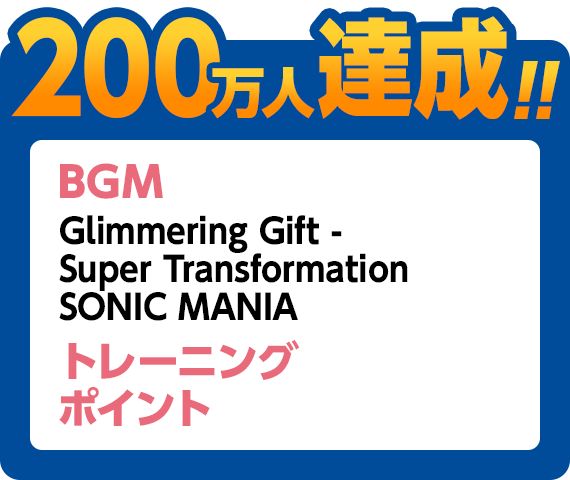 200万人達成!!
BGM
Glimmering Gift -
Super Transformation
SONIC MANIA
トレーニング
ポイント